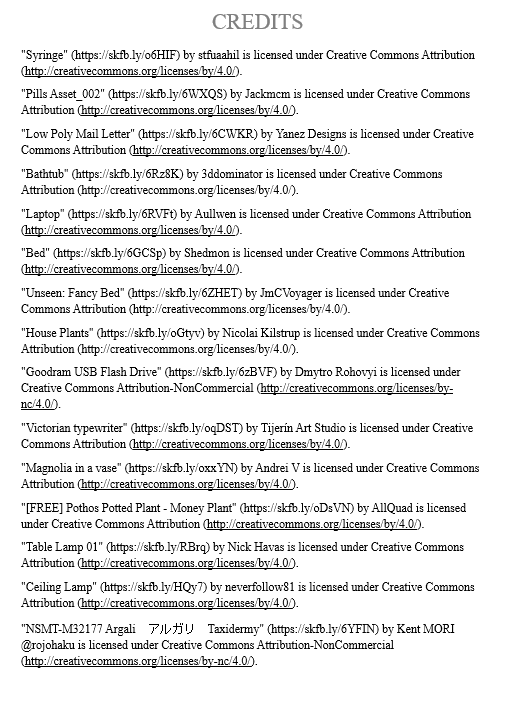 CREDITS
"Syringe" (https://skfb.ly/o6HIF) by stfuaahil is licensed under Creative Commons Attribution
(http://creativecommons.org/licenses/by/4.0/).
"Pills Asset_002" (https://skfb.ly/6WXQS) by Jackmcm is licensed under Creative Commons
Attribution (http://creativecommons.org/licenses/by/4.0/).
"Low Poly Mail Letter" (https://skfb.ly/6CWKR) by Yanez Designs is licensed under Creative
Commons Attribution (http://creativecommons.org/licenses/by/4.0/).
"Bathtub" (https://skfb.ly/6Rz8K) by 3ddominator is licensed under Creative Commons
Attribution (http://creativecommons.org/licenses/by/4.0/).
"Laptop" (https://skfb.ly/6RVFt) by Aullwen is licensed under Creative Commons Attribution
(http://creativecommons.org/licenses/by/4.0/).
"Bed" (https://skfb.ly/6GCSp) by Shedmon is licensed under Creative Commons Attribution
(http://creativecommons.org/licenses/by/4.0/).
"Unseen: Fancy Bed" (https://skfb.ly/6ZHET) by JmCVoyager is licensed under Creative
Commons Attribution (http://creativecommons.org/licenses/by/4.0/).
"House Plants" (https://skfb.ly/oGtyv) by Nicolai Kilstrup is licensed under Creative Commons
Attribution (http://creativecommons.org/licenses/by/4.0/).
"Goodram USB Flash Drive" (https://skfb.ly/6zBVF) by Dmytro Rohovyi is licensed under
Creative Commons Attribution-NonCommercial (http://creativecommons.org/licenses/by-
nc/4.0/).
"Victorian typewriter" (https://skfb.ly/oqDST) by Tijerín Art Studio is licensed under Creative
Commons Attribution (http://creativecommons.org/licenses/by/4.0/).
"Magnolia in a vase" (https://skfb.ly/oxxYN) by Andrei V is licensed under Creative Commons
Attribution (http://creativecommons.org/licenses/by/4.0/).
"[FREE] Pothos Potted Plant - Money Plant" (https://skfb.ly/oDsVN) by AllQuad is licensed
under Creative Commons Attribution (http://creativecommons.org/licenses/by/4.0/).
"Table Lamp 01" (https://skfb.ly/RBrq) by Nick Havas is licensed under Creative Commons
Attribution (http://creativecommons.org/licenses/by/4.0/).
"Ceiling Lamp" (https://skfb.ly/HQy7) by neverfollow81 is licensed under Creative Commons
Attribution (http://creativecommons.org/licenses/by/4.0/).
"NSMT-M32177 Argali　アルガリ　Taxidermy" (https://skfb.ly/6YFIN) by Kent MORI
@rojohaku is licensed under Creative Commons Attribution-NonCommercial
(http://creativecommons.org/licenses/by-nc/4.0/).